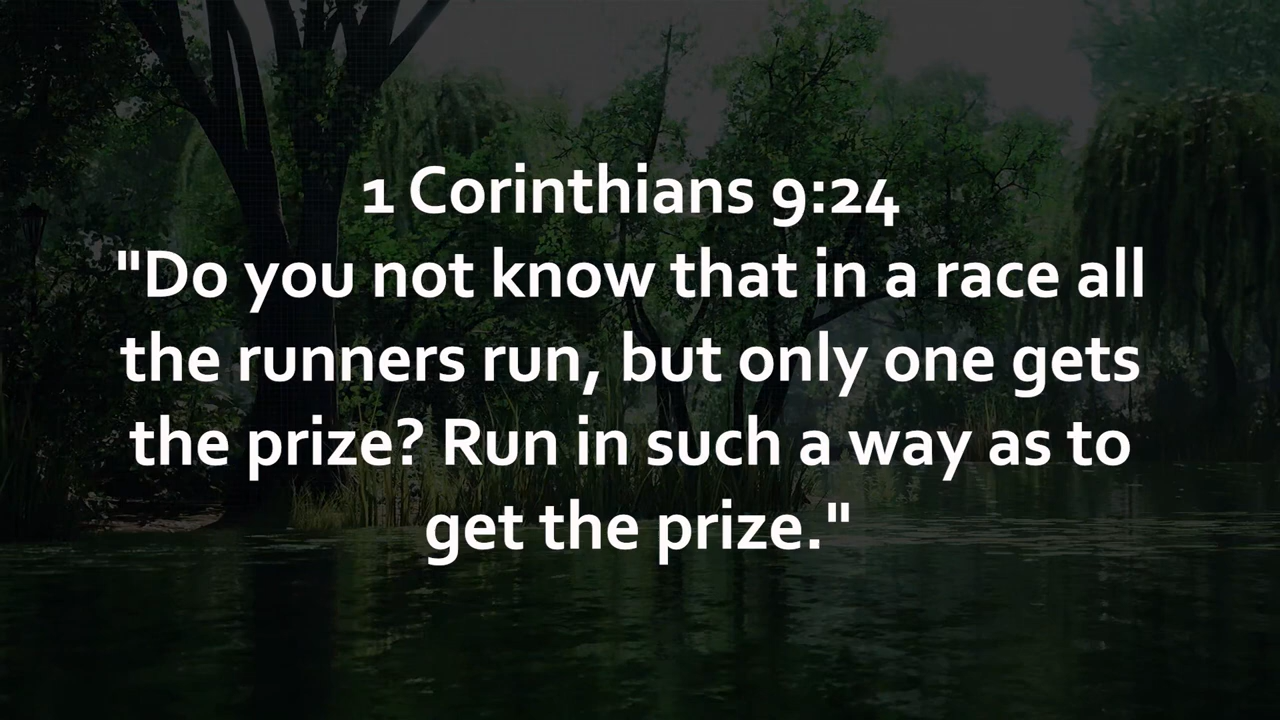 1 Corinthians 9:24
"Do you not know that in a race all
the runners run, but only one gets
the prize? Run in such a way as to
get the prize."